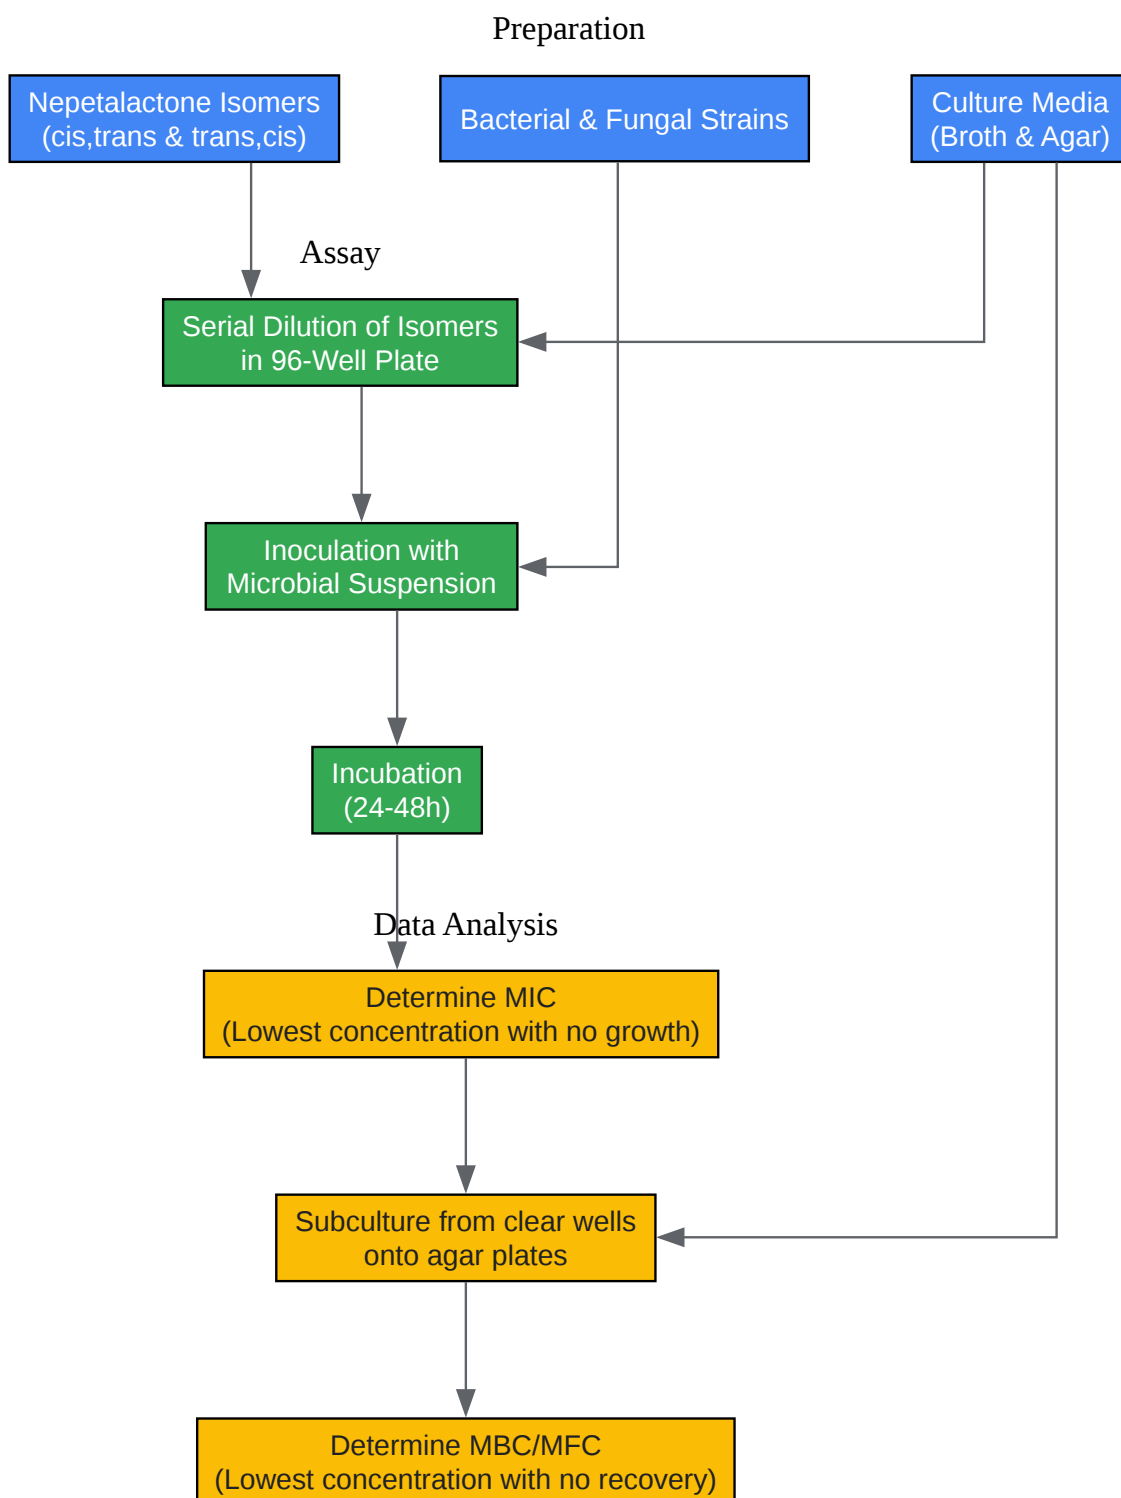 Preparation
Nepetalactone Isomers
(cis,trans & trans,cis)
Bacterial & Fungal Strains
Culture Media
(Broth & Agar)
Assay
Serial Dilution of Isomers
in 96-Well Plate
Inoculation with
Microbial Suspension
Incubation
(24-48h)
Data Analysis
Determine MIC
(Lowest concentration with no growth)
Subculture from clear wells
onto agar plates
Determine MBC/MFC
(Lowest concentration with no recovery)